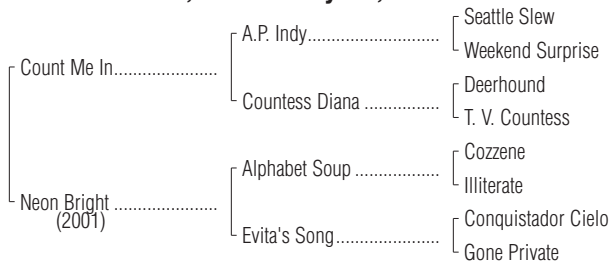 Seattle Slew
A.P. Indy
Weekend Surprise
Count Me In
Deerhound
Countess Diana
T. V. Countess
Cozzene
Alphabet Soup
Illiterate
Neon Bright
(2001)
Conquistador Cielo
Evita's Song
Gone Private